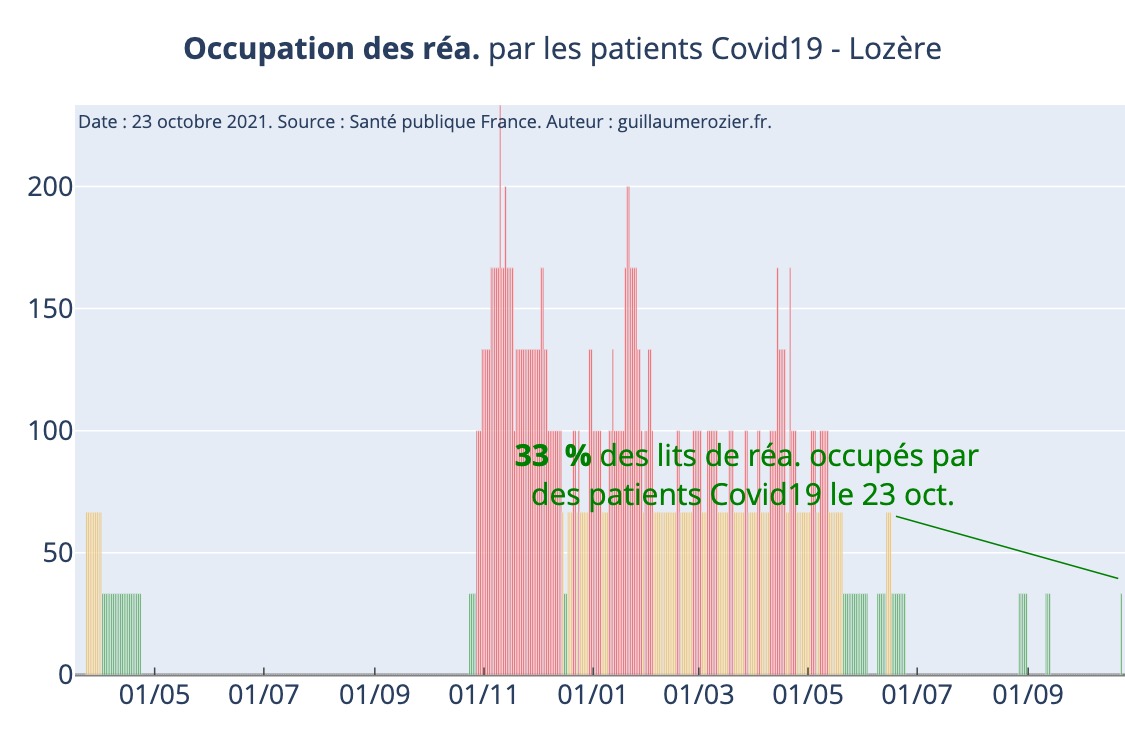 Occupation des réa. par les patients Covid19 - Lozère
Date : 23 octobre 2021. Source : Santé publique France. Auteur : guillaumerozier.fr.
200
150
100
50
0
33 % des lits de réa. occupés par
des patients Covid19 le 23 oct.
01/05 01/07 01/09 01/11 01/01 01/03 01/05 01/07 01/09